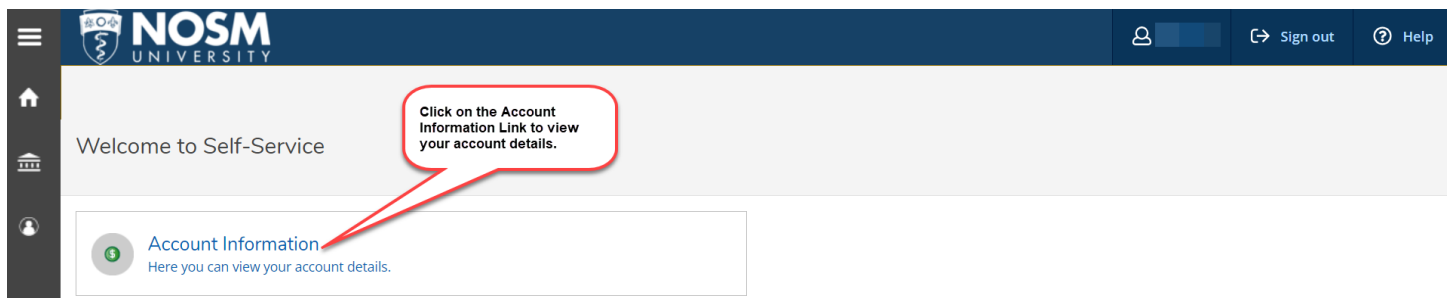 NOSM
UNIVERSITY
Sign out
Help
Click on the Account
Information Link to view
your account details.
Welcome to Self-Service
Account Information
Here you can view your account details.